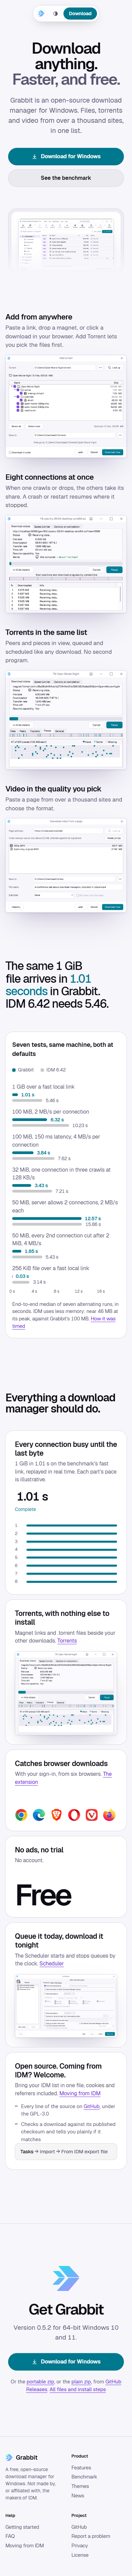 Download
Download
anything.
Faster, and free.
Grabbit is an open-source download
manager for Windows. Files, torrents
and video from over a thousand sites,
in one list.
Download for Windows
See the benchmark
Add from anywhere
Paste a link, drop a magnet, or click a
download in your browser. Add Torrent lets
you pick the files first.
Eight connections at once
When one crawls or drops, the others take its
share. A crash or restart resumes where it
stopped.
Torrents in the same list
Peers and pieces in view, queued and
scheduled like any download. No second
program.
Video in the quality you pick
Paste a page from over a thousand sites and
choose the format.
The same 1 GiB
file arrives in 1.01
seconds in Grabbit.
IDM 6.42 needs 5.46.
Seven tests, same machine, both at
defaults
Grabbit IDM 6.42
1 GiB over a fast local link
1.01 s
5.46 s
100 MiB, 2 MB/s per connection
6.32 s
10.23 s
100 MiB, 150 ms latency, 4 MB/s per
connection
3.84 s
7.82 s
32 MiB, one connection in three crawls at
128 KB/s
3.43 s
7.21 s
50 MiB, server allows 2 connections, 2 MB/s
each
12.57 s
15.66 s
50 MiB, every 2nd connection cut after 2
MiB, 4 MB/s
1.85 s
5.43 s
256 KiB file over a fast local link
0.03 s
3.14 s
0 s 4 s 8 s 12 s 16 s
End-to-end median of seven alternating runs, in
seconds. IDM uses less memory: near 46 MB at
its peak, against Grabbit's 100 MB. How it was
timed
Everything a download
manager should do.
Every connection busy until the
last byte
1 GiB in 1.01 s on the benchmark's fast
link, replayed in real time. Each part's pace
is illustrative.
1.01 s
Complete
1
2
3
4
5
6
7
8
Torrents, with nothing else to
install
Magnet links and .torrent files beside your
other downloads. Torrents
Catches browser downloads
With your sign-in, from six browsers. The
extension
No ads, no trial
No account.
Free
Queue it today, download it
tonight
The Scheduler starts and stops queues by
the clock. Scheduler
Open source. Coming from
IDM? Welcome.
Bring your IDM list in one file, cookies and
referers included. Moving from IDM
Every line of the source on GitHub, under
the GPL-3.0
Checks a download against its published
checksum and tells you plainly if it
matches
Tasks → Import → From IDM export file
Get Grabbit
Version 0.5.2 for 64-bit Windows 10
and 11.
Download for Windows
Or the portable zip, or the plain zip, from GitHub
Releases. All files and install steps
Grabbit
A free, open-source
download manager for
Windows. Not made by,
or affiliated with, the
makers of IDM.
Product
Features
Benchmark
Themes
News
Help
Getting started
FAQ
Moving from IDM
Project
GitHub
Report a problem
Privacy
License